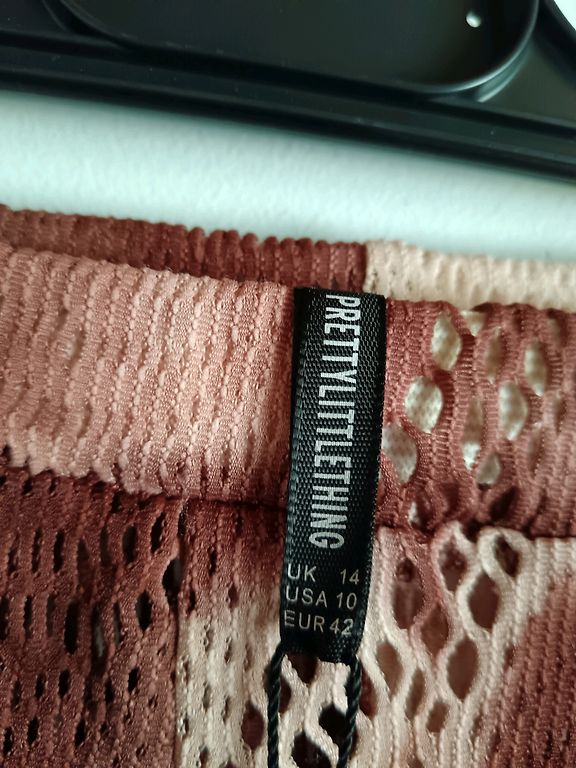 PRETTYLITTLETHING
UK 14
USA 10
EUR 42